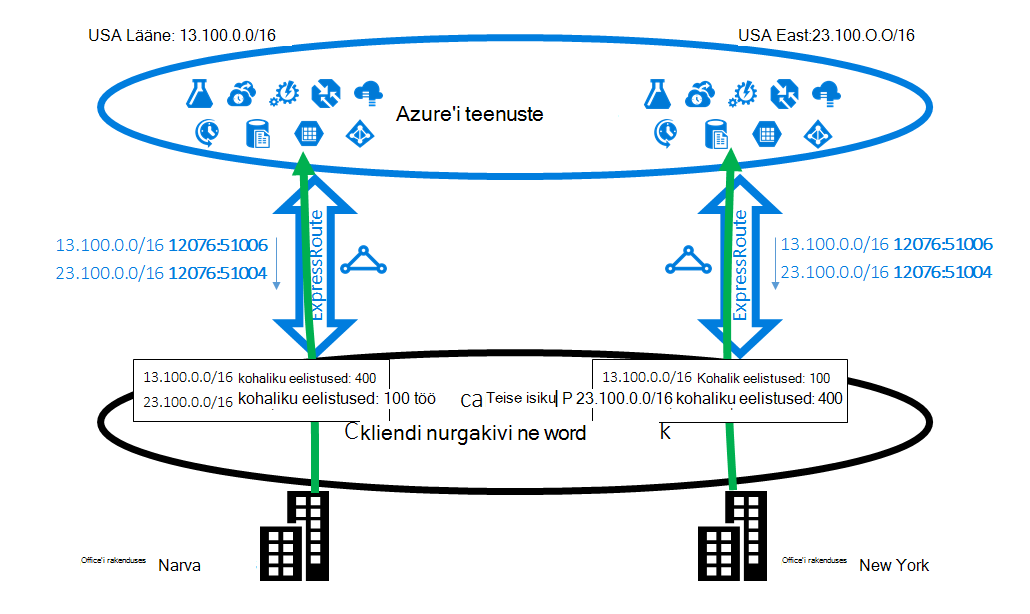 USA Lääne: 13.100.0.0/16
USA East:23.100.O.O/16
Azure'i teenuste
ExpressRoute
ExpressRoute
13.100.0.0/16 12076:51006
23.100.0.0/16 12076:51004
13.100.0.0/16 12076:51006
23.100.0.0/16 12076:51004
13.100.0.0/16 kohaliku eelistused: 400
23.100.0.0/16 kohaliku eelistused: 100 töö
ca Teise isiku P
13.100.0.0/16 Kohalik eelistused: 100
23.100.0.0/16 kohaliku eelistused: 400
Ckliendi nurgakivi ne word k
Office'i rakenduses Narva
Office'i rakenduses New York